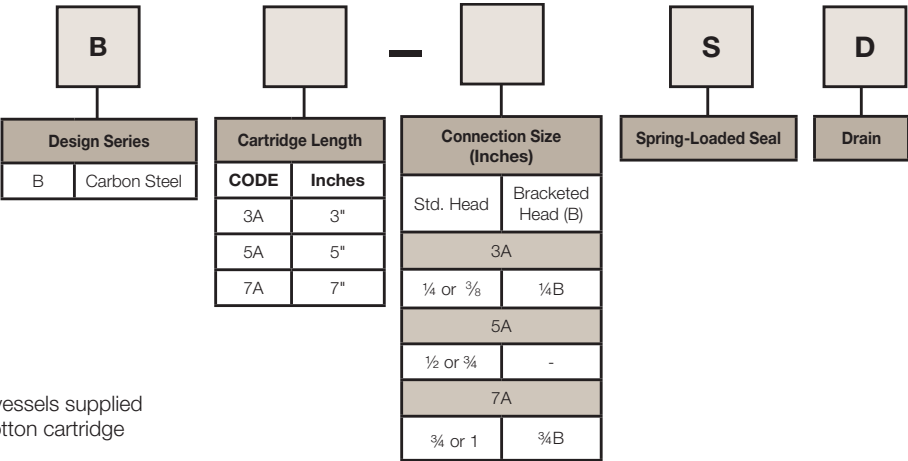 B
–
S
D
Design Series
B Carbon Steel
Cartridge Length
CODE Inches
3A 3"
5A 5"
7A 7"
Connection Size
(Inches)
Std. Head Bracketed
Head (B)
3A
¼ or ⅜ ¼B
5A
½ or ¾ -
7A
¾ or 1 ¾B
Spring-Loaded Seal
Drain
vessels supplied
otton cartridge